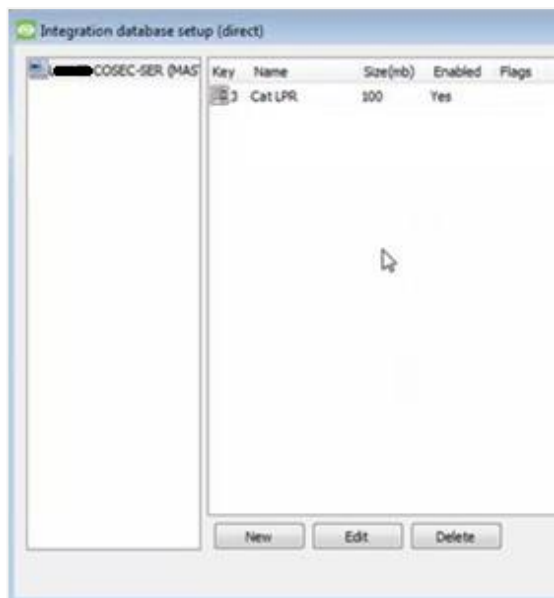 Integration database setup (direct)
COSEC-SER (MAS
Key Name Size(mb) Enabled Flags
3 Cat LPR 100 Yes
New Edit Delete